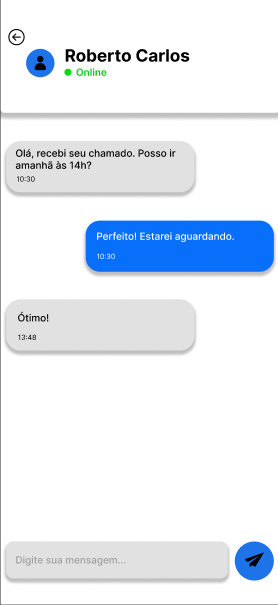 Roberto Carlos
Online
Olá, recebi seu chamado. Posso ir
amanhã às 14h?
10:30
Perfeito! Estarei aguardando.
10:30
Ótimo!
13:48
Digite sua mensagem...